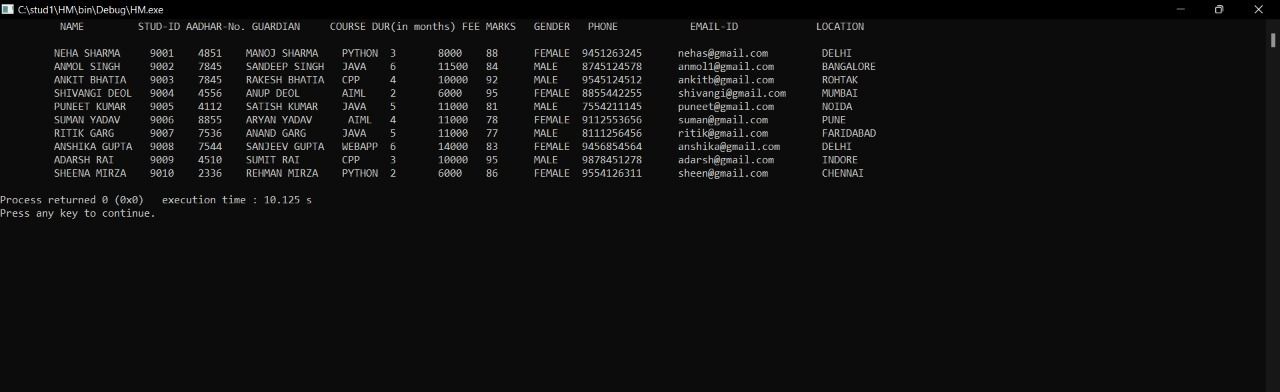 C:\stud1\HM\bin\Debug\HM.exe
NAME STUD-ID AADHAR-No. GUARDIAN COURSE DUR(in months) FEE MARKS GENDER PHONE EMAIL-ID LOCATION
NEHA SHARMA 9001 4851 MANOJ SHARMA PYTHON 3 8000 88 FEMALE 9451263245 nehas@gmail.com DELHI
ANMOL SINGH 9002 7845 SANDEEP SINGH JAVA 6 11500 84 MALE 8745124578 anmol1@gmail.com BANGALORE
ANKIT BHATIA 9003 7845 RAKESH BHATIA CPP 4 10000 92 MALE 9545124512 ankitb@gmail.com ROHTAK
SHIVANGI DEOL 9004 4556 ANUP DEOL AIML 2 6000 95 FEMALE 8855442255 shivangi@gmail.com MUMBAI
PUNEET KUMAR 9005 4112 SATISH KUMAR JAVA 5 11000 81 MALE 7554211145 puneet@gmail.com NOIDA
SUMAN YADAV 9006 8855 ARYAN YADAV AIML 4 11000 78 FEMALE 9112553656 suman@gmail.com PUNE
RITIK GARG 9007 7536 ANAND GARG JAVA 5 11000 77 MALE 8111256456 ritik@gmail.com FARIDABAD
ANSHIKA GUPTA 9008 7544 SANJEEV GUPTA WEBAPP 6 14000 83 FEMALE 9456854564 anshika@gmail.com DELHI
ADARSH RAI 9009 4510 SUMIT RAI CPP 3 10000 95 MALE 9878451278 adarsh@gmail.com INDORE
SHEENA MIRZA 9010 2336 REHMAN MIRZA PYTHON 2 6000 86 FEMALE 9554126311 sheen@gmail.com CHENNAI
Process returned 0 (0x0) execution time : 10.125 s
Press any key to continue.